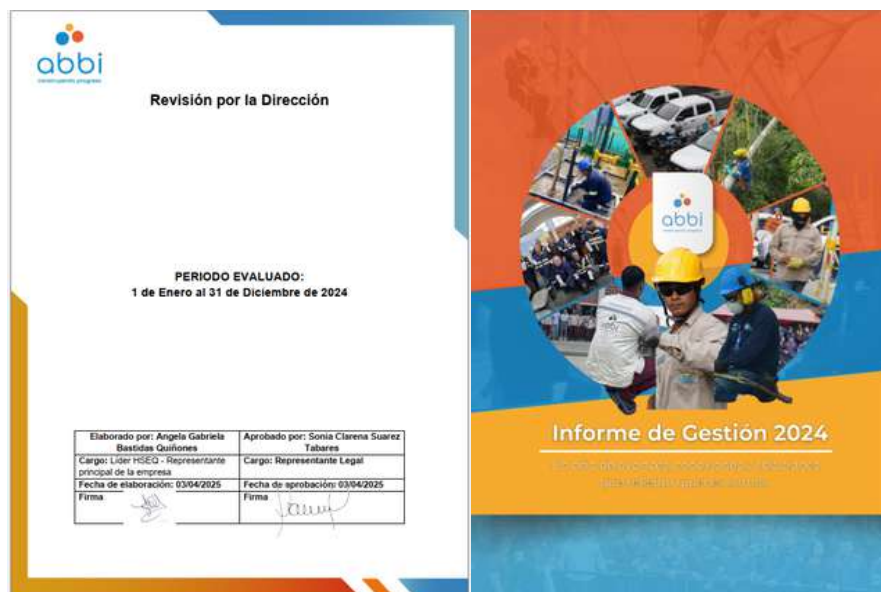 abbi
construyendo progreso
Revisión por la Dirección
PERIODO EVALUADO:
1 de Enero al 31 de Diciembre de 2024
Elaborado por: Angela Gabriela
Bastidas Quiñones
Cargo: Líder HSEQ - Representante
principal de la empresa
Fecha de elaboración: 03/04/2025
Firma
Aprobado por: Sonia Clarena Suarez
Tabares
Cargo: Representante Legal
Fecha de aprobación: 03/04/2025
Firma
abbi
Informe de Gestión 2024